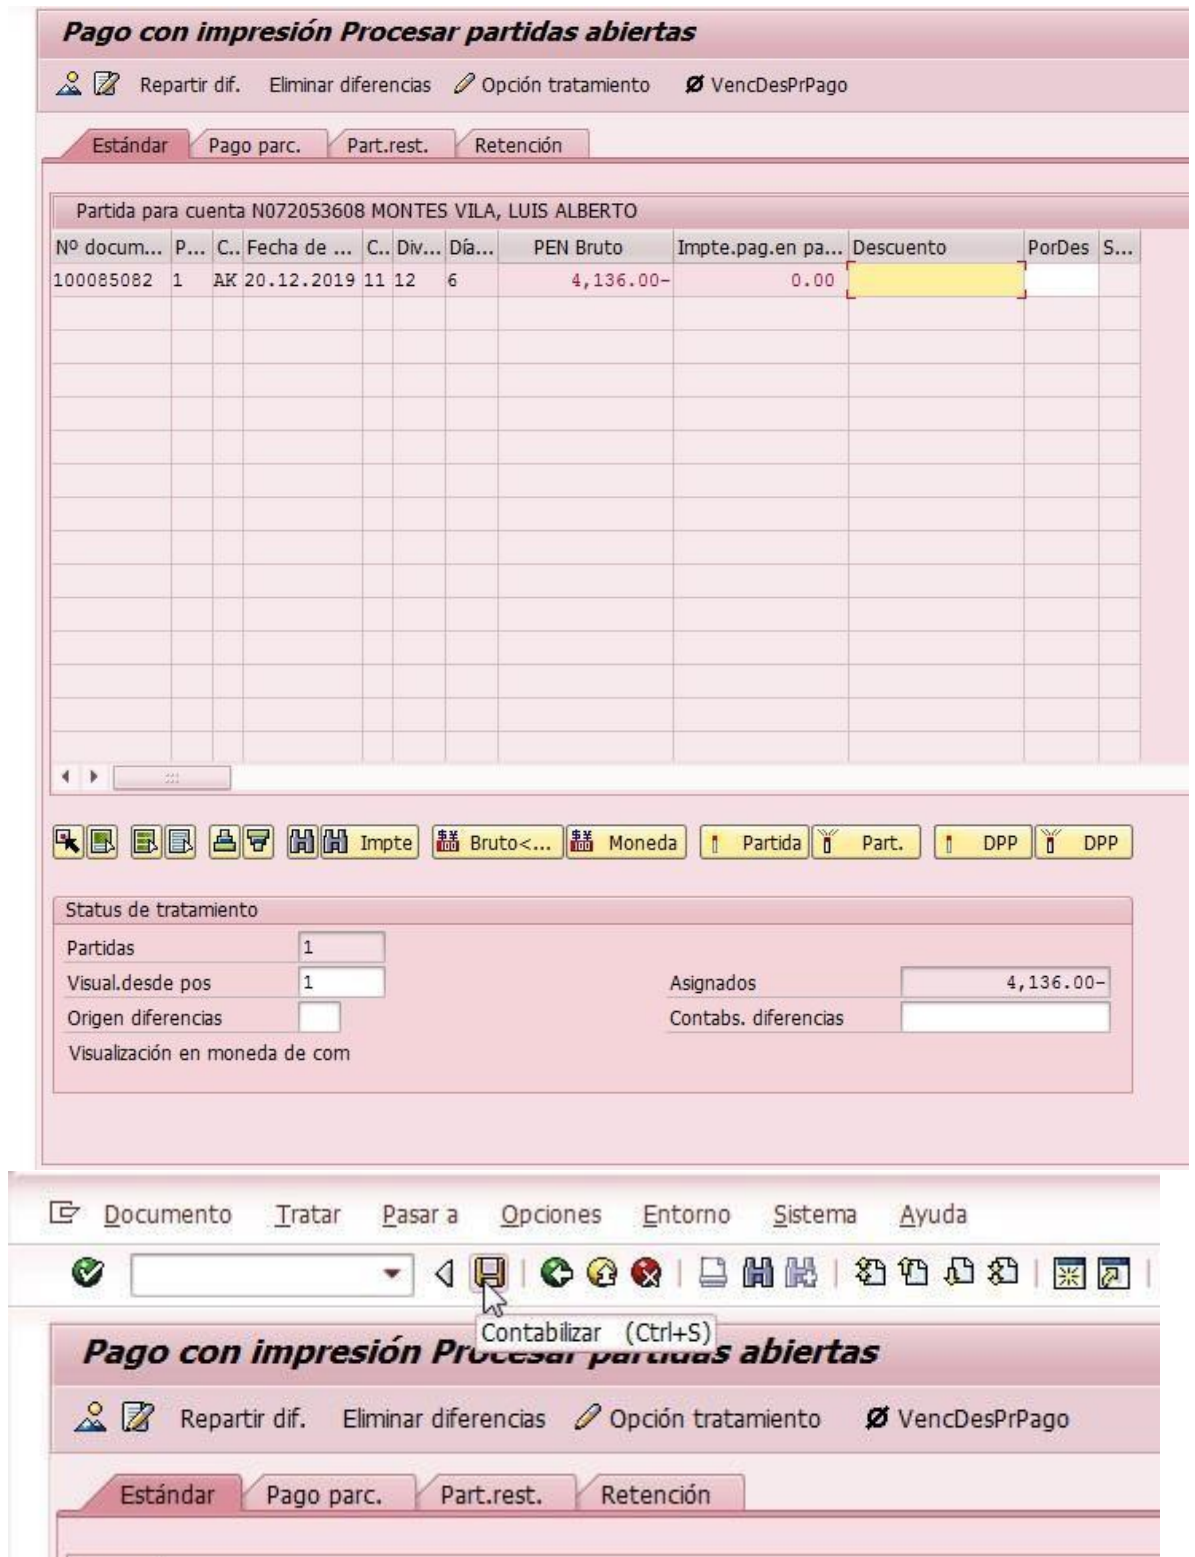 Pago con impresión Procesar partidas abiertas
Repartir dif. Eliminar diferencias Opción tratamiento VencDesPrPago
Estándar Pago parc. Part.rest. Retención
Partida para cuenta N072053608 MONTES VILA, LUIS ALBERTO
Nº docum... P... C.. Fecha de ... C.. Div... Día... PEN Bruto Impte.pag.en pa... Descuento PorDes S...
100085082 1 AK 20.12.2019 11 12 6 4,136.00- 0.00
Impte Bruto<... Moneda Partida Part. DPP DPP
Status de tratamiento
Partidas 1
Visual.desde pos 1 Asignados 4,136.00-
Origen diferencias Contabs. diferencias
Visualización en moneda de com
Documento Tratar Pasar a Opciones Entorno Sistema Ayuda
Contabilizar (Ctrl+S)
Pago con impresión Procesar partidas abiertas
Repartir dif. Eliminar diferencias Opción tratamiento VencDesPrPago
Estándar Pago parc. Part.rest. Retención